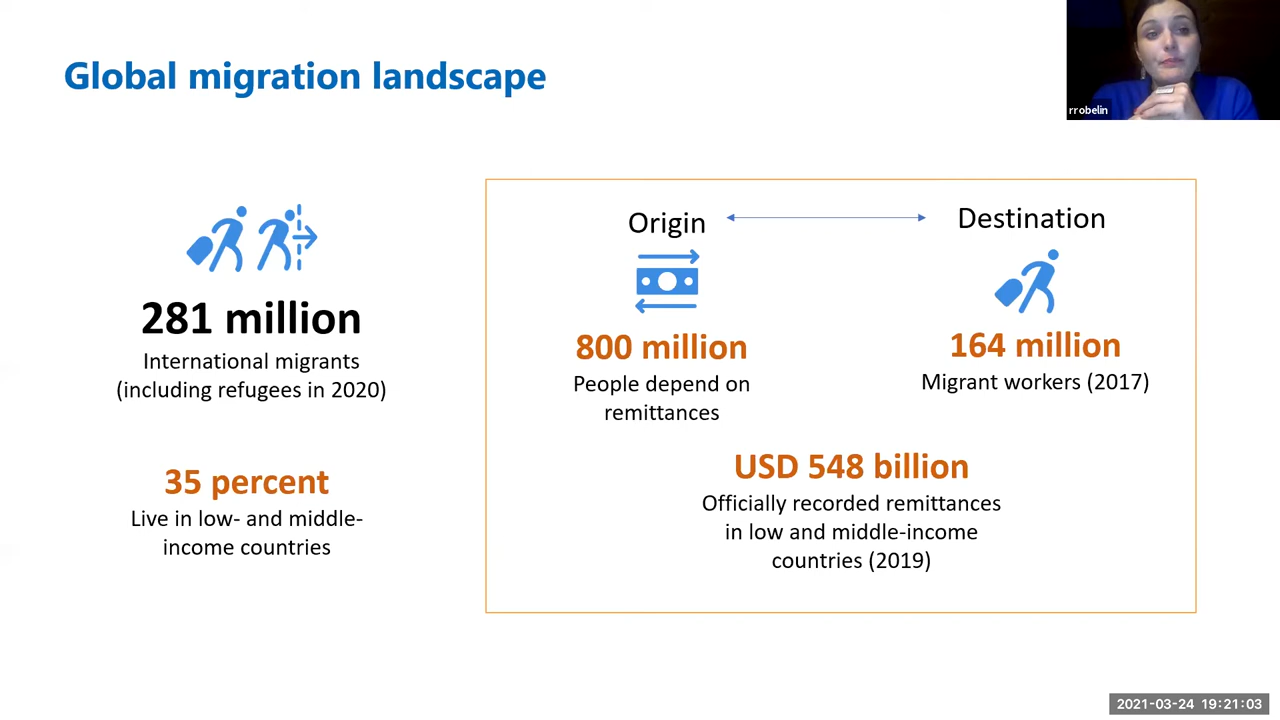 Global migration landscape
rrobelin
281 million
International migrants
(including refugees in 2020)
35 percent
Live in low- and middle-
income countries
Origin
Destination
800 million
People depend on
remittances
164 million
Migrant workers (2017)
USD 548 billion
Officially recorded remittances
in low and middle-income
countries (2019)
2021-03-24 19:21:03